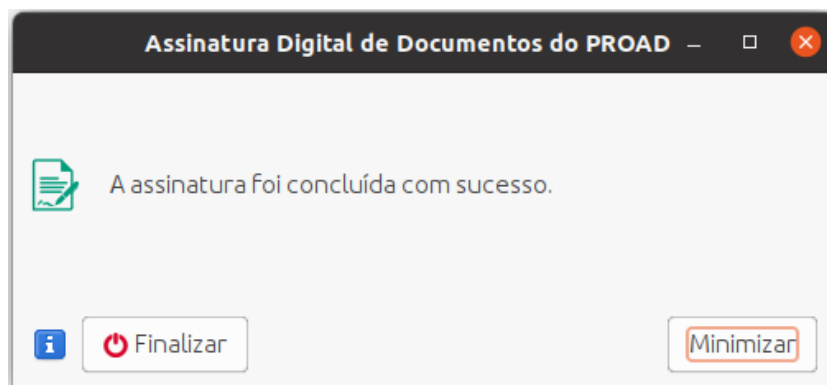 Assinatura Digital de Documentos do PROAD
A assinatura foi concluída com sucesso.
Finalizar
Minimizar